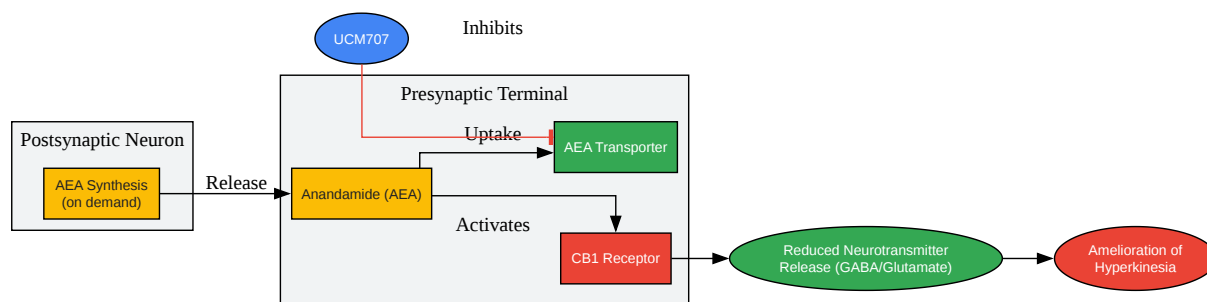 UCM707
Inhibits
Presynaptic Terminal
Postsynaptic Neuron
Uptake
AEA Transporter
AEA Synthesis
(on demand)
Release
Anandamide (AEA)
Activates
CB1 Receptor
Reduced Neurotransmitter
Release (GABA/Glutamate)
Amelioration of
Hyperkinesia